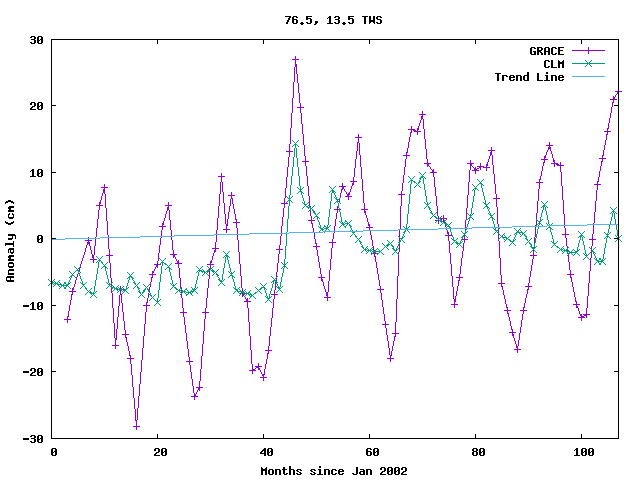 76.5, 13.5 TWS
GRACE
CLM
Trend Line
30
20
10
0
-10
-20
-30
Anomaly (cm)
0 20 40 60 80 100
Months since Jan 2002